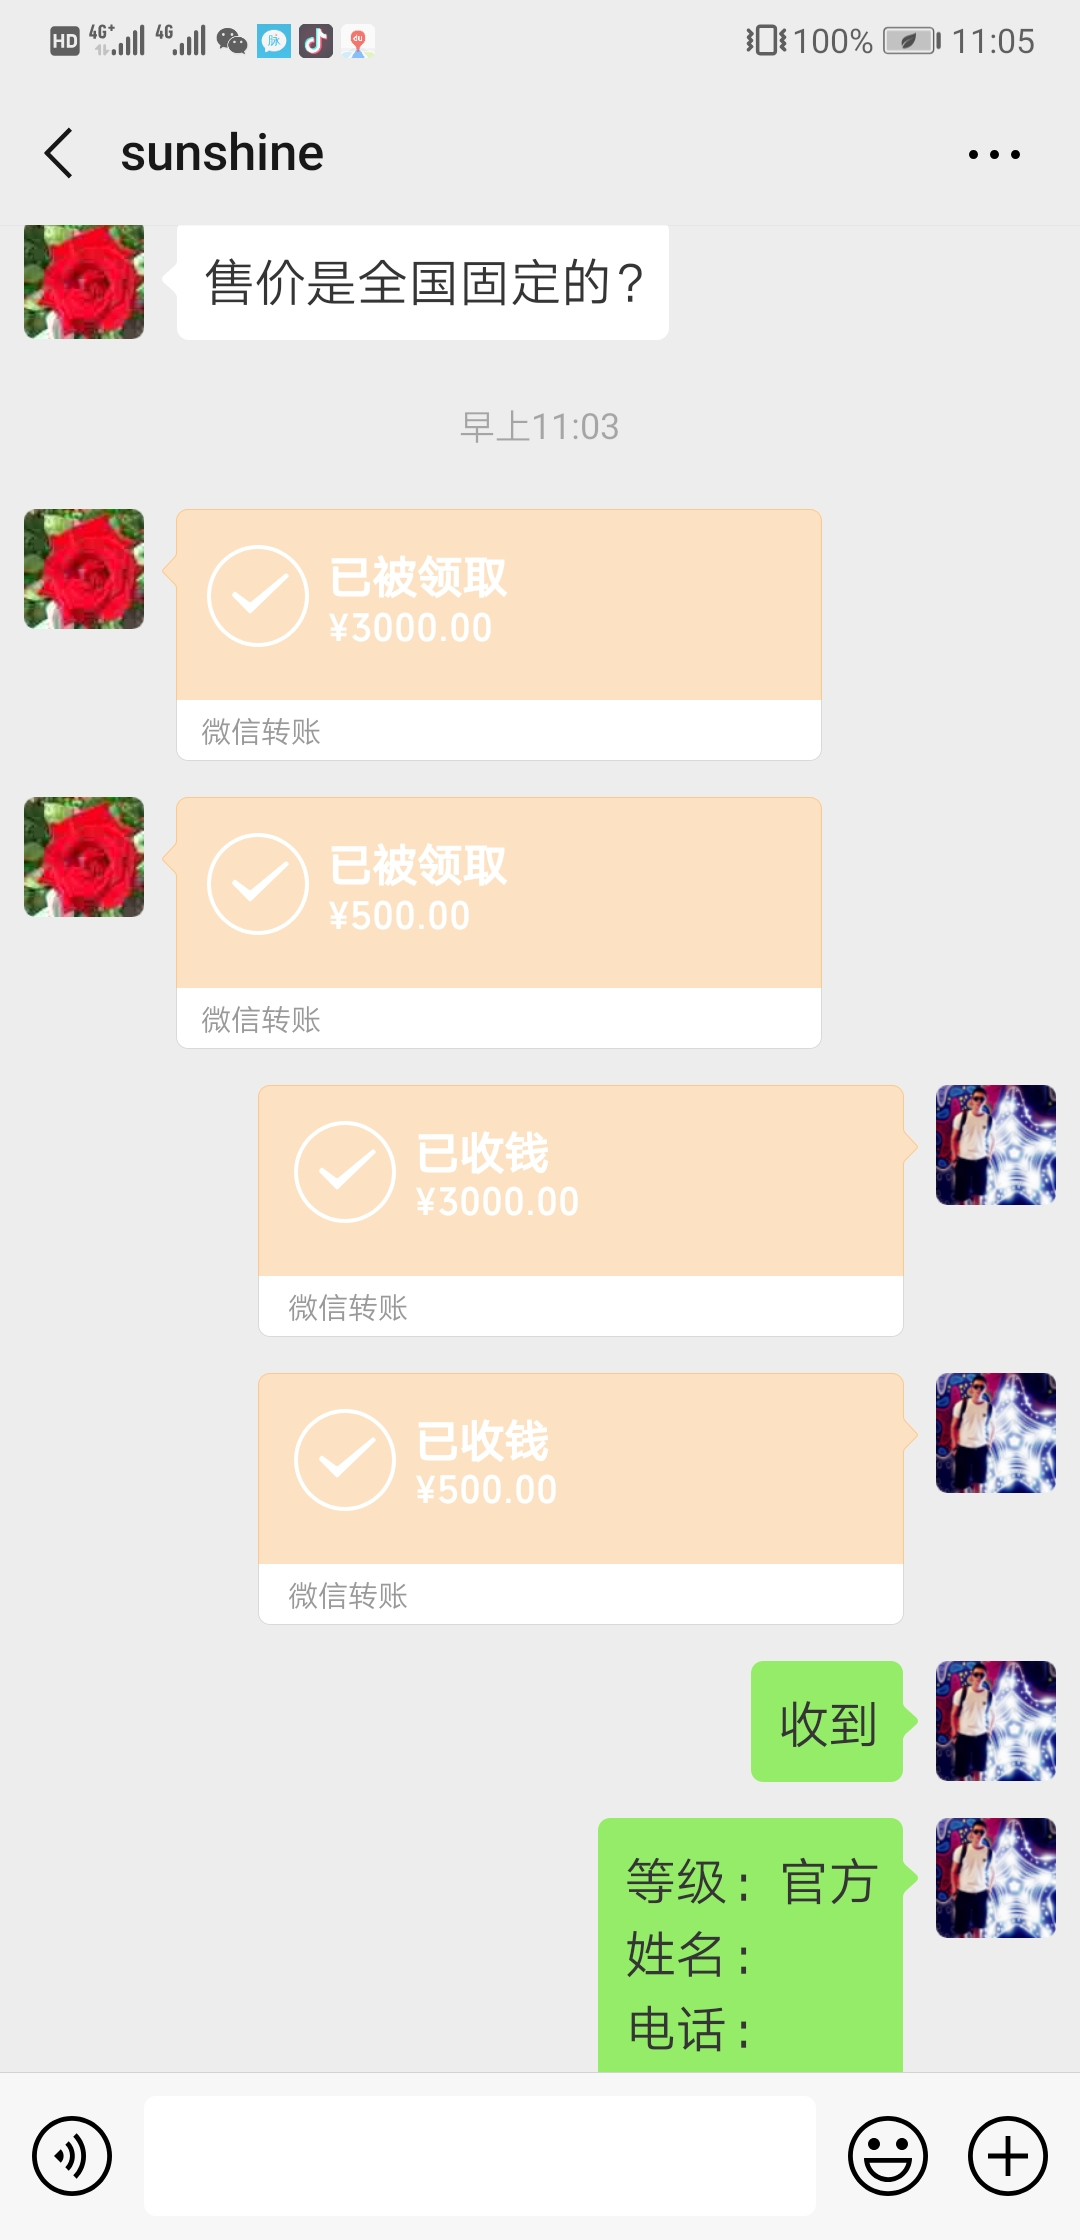 HD 4G+ 4G 脉 du 100% 11:05
sunshine
售价是全国固定的?
早上11:03
已被领取
¥3000.00
微信转账
已被领取
¥500.00
微信转账
已收钱
¥3000.00
微信转账
已收钱
¥500.00
微信转账
收到
等级：官方
姓名：
电话：